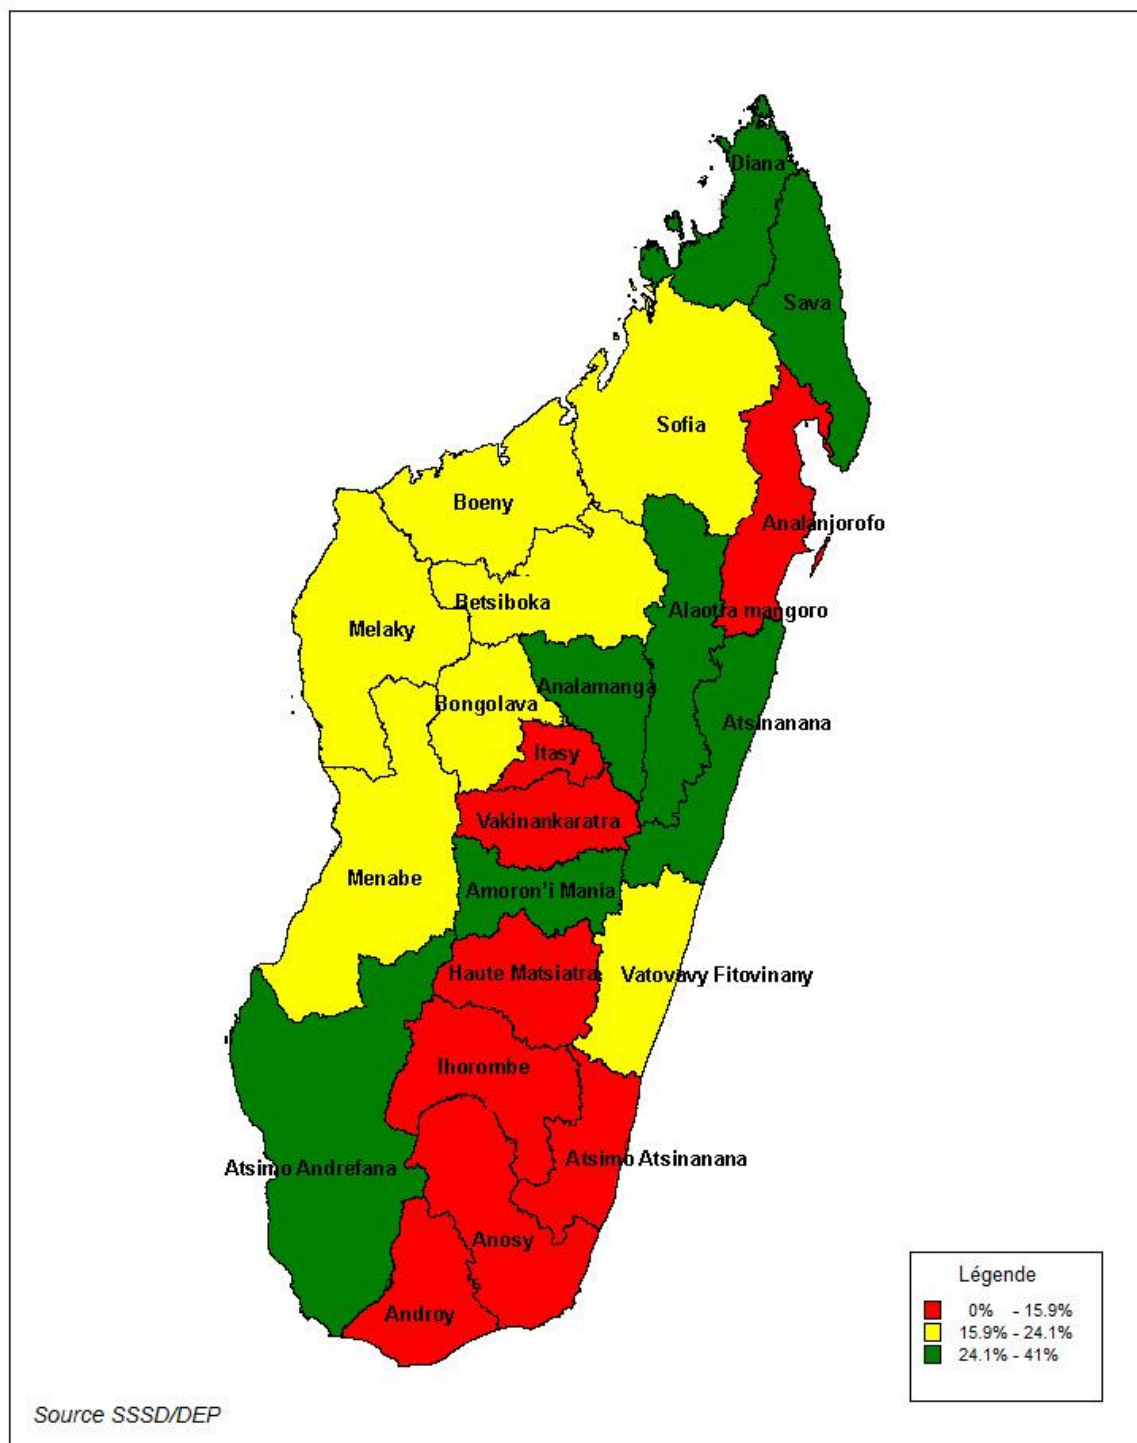 Diana
Sava
Sofia
Boeny
Analanjorofo
Betsiboka
Alaotra mangoro
Melaky
Analamanga
Bongolava
Atsinanana
Itasy
Vakinankaratra
Menabe
Amoron'i Mania
Haute Matsiatra
Vatovavy Fitovinany
Ihorombe
Atsimo Andrefana
Atsimo Atsinanana
Anosy
Androy
Légende
0% - 15.9%
15.9% - 24.1%
24.1% - 41%
Source SSSD/DEP